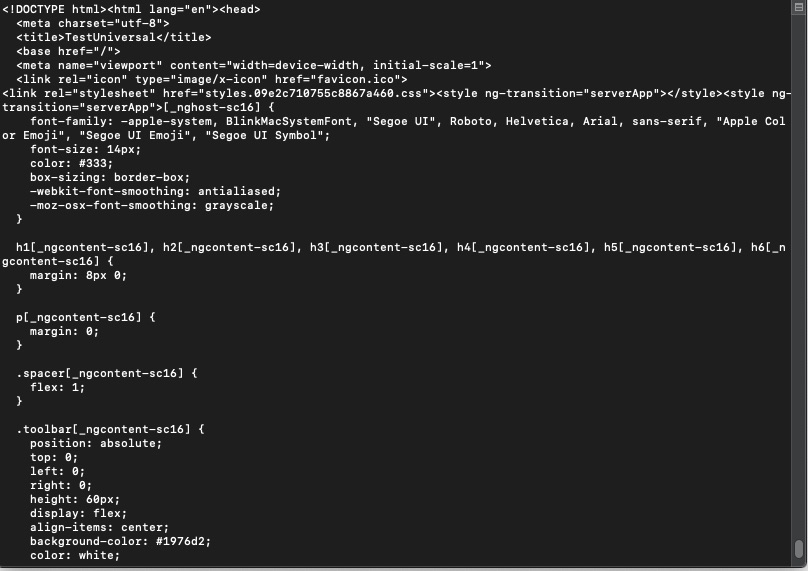 <!DOCTYPE html><html lang="en"><head>
  <meta charset="utf-8">
  <title>TestUniversal</title>
  <base href="/">
  <meta name="viewport" content="width=device-width, initial-scale=1">
  <link rel="icon" type="image/x-icon" href="favicon.ico">
<link rel="stylesheet" href="styles.09e2c710755c8867a460.css"><style ng-transition="serverApp"></style><style ng-
transition="serverApp">[_nghost-sc16] {
    font-family: -apple-system, BlinkMacSystemFont, "Segoe UI", Roboto, Helvetica, Arial, sans-serif, "Apple Col
or Emoji", "Segoe UI Emoji", "Segoe UI Symbol";
    font-size: 14px;
    color: #333;
    box-sizing: border-box;
    -webkit-font-smoothing: antialiased;
    -moz-osx-font-smoothing: grayscale;
  }

  h1[_ngcontent-sc16], h2[_ngcontent-sc16], h3[_ngcontent-sc16], h4[_ngcontent-sc16], h5[_ngcontent-sc16], h6[_n
gcontent-sc16] {
    margin: 8px 0;
  }

  p[_ngcontent-sc16] {
    margin: 0;
  }

  .spacer[_ngcontent-sc16] {
    flex: 1;
  }

  .toolbar[_ngcontent-sc16] {
    position: absolute;
    top: 0;
    left: 0;
    right: 0;
    height: 60px;
    display: flex;
    align-items: center;
    background-color: #1976d2;
    color: white;